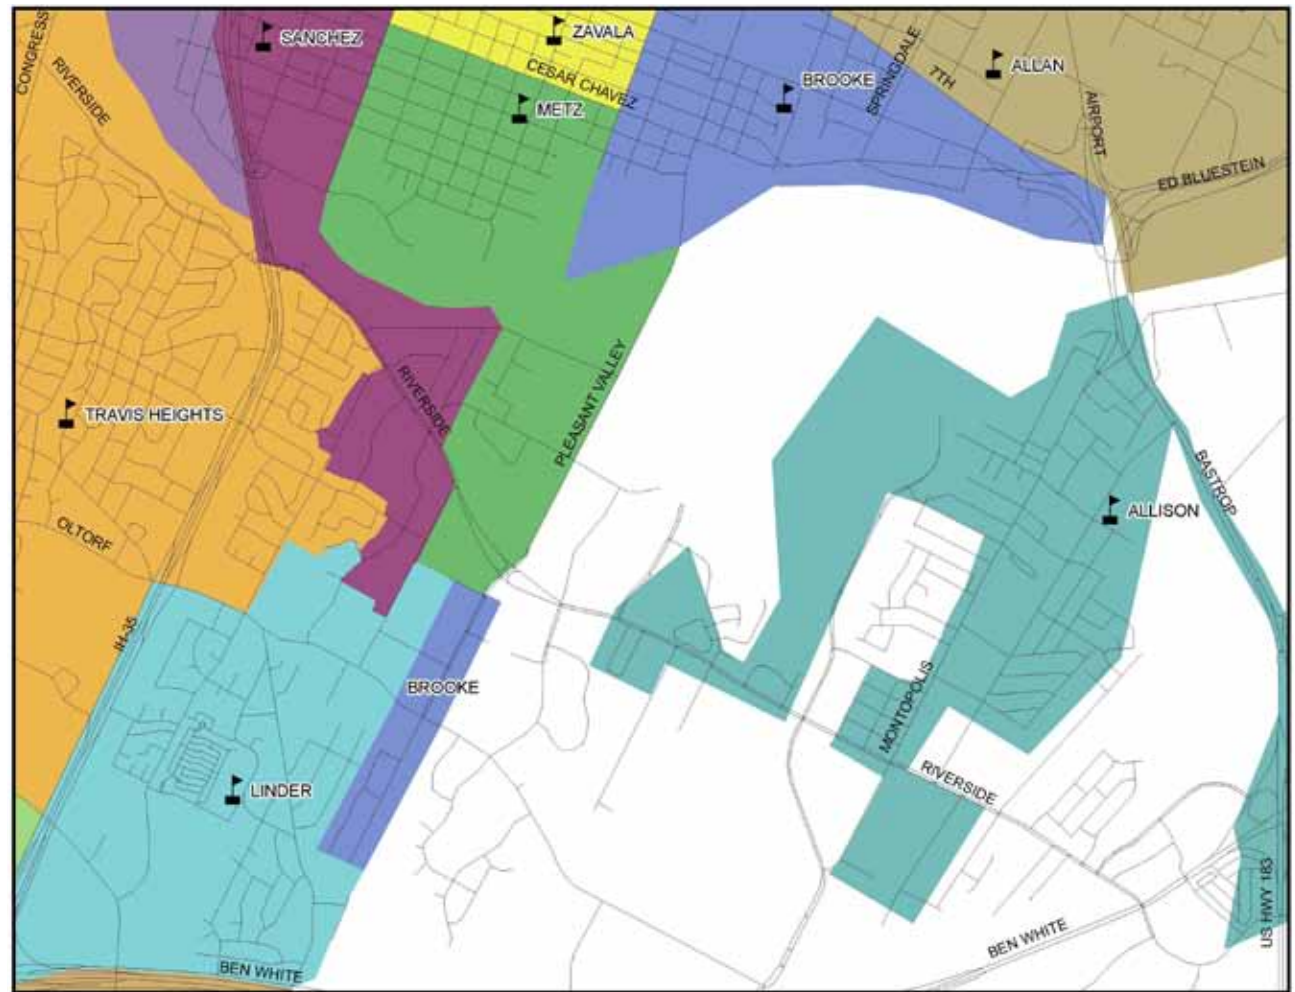 CONGRESS
RIVERSIDE
SANCHEZ
ZAVALA
CESAR CHAVEZ
METZ
BROOKE
SPRINGDALE
7TH
ALLAN
AIRPORT
ED BLUESTEIN
TRAVIS HEIGHTS
RIVERSIDE
PLEASANT VALLEY
OLTORF
BASTROP
ALLISON
IH-35
BROOKE
MONTOPOLIS
LINDER
RIVERSIDE
US HWY 183
BEN WHITE
BEN WHITE